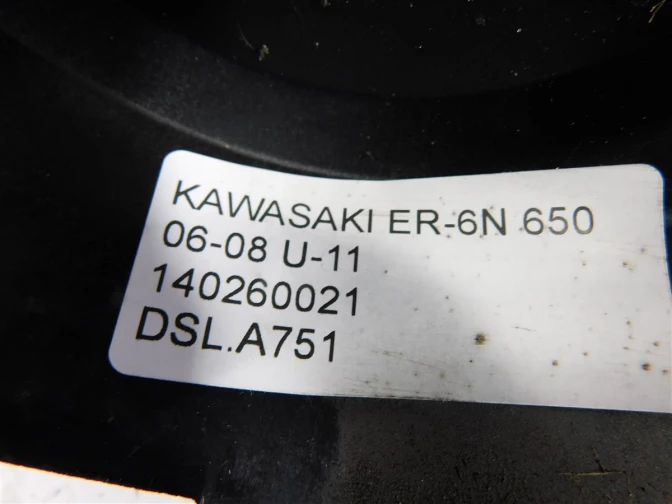 KAWASAKI ER-6N 650
06-08 U-11
140260021
DSL.A751